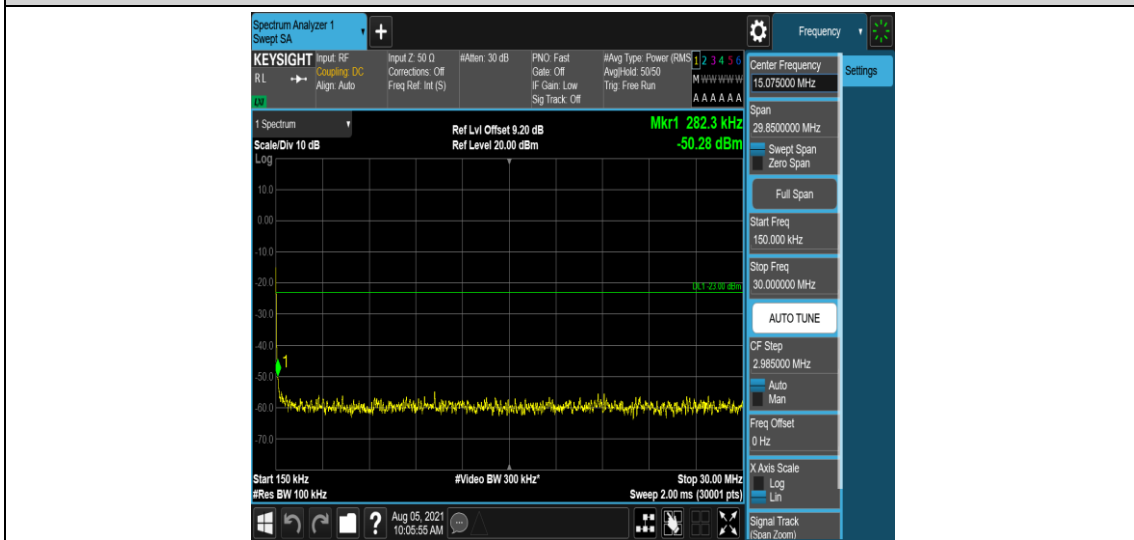 Spectrum Analyzer 1
Swept SA
+
Frequency
KEYSIGHT
RL
LXI
Input: RF
Coupling: DC
Align: Auto
Input Z: 50 Ω
Corrections: Off
Freq Ref: Int (S)
#Atten: 30 dB
PNO: Fast
Gate: Off
IF Gain: Low
Sig Track: Off
#Avg Type: Power (RMS
Avg|Hold: 50/50
Trig: Free Run
1 2 3 4 5 6
M W W W W W
A A A A A A
Center Frequency
15.075000 MHz
Settings
1 Spectrum
Scale/Div 10 dB
Ref Lvl Offset 9.20 dB
Ref Level 20.00 dBm
Mkr1 282.3 kHz
-50.28 dBm
Log
10.0
0.00
-10.0
-20.0
DL1 -23.00 dBm
-30.0
-40.0
1
-50.0
-60.0
-70.0
Start 150 kHz
#Res BW 100 kHz
#Video BW 300 kHz*
Stop 30.00 MHz
Sweep 2.00 ms (30001 pts)
Span
29.8500000 MHz
Swept Span
Zero Span
Full Span
Start Freq
150.000 kHz
Stop Freq
30.000000 MHz
AUTO TUNE
CF Step
2.985000 MHz
Auto
Man
Freq Offset
0 Hz
X Axis Scale
Log
Lin
Signal Track
(Span Zoom)
?
Aug 05, 2021
10:05:55 AM